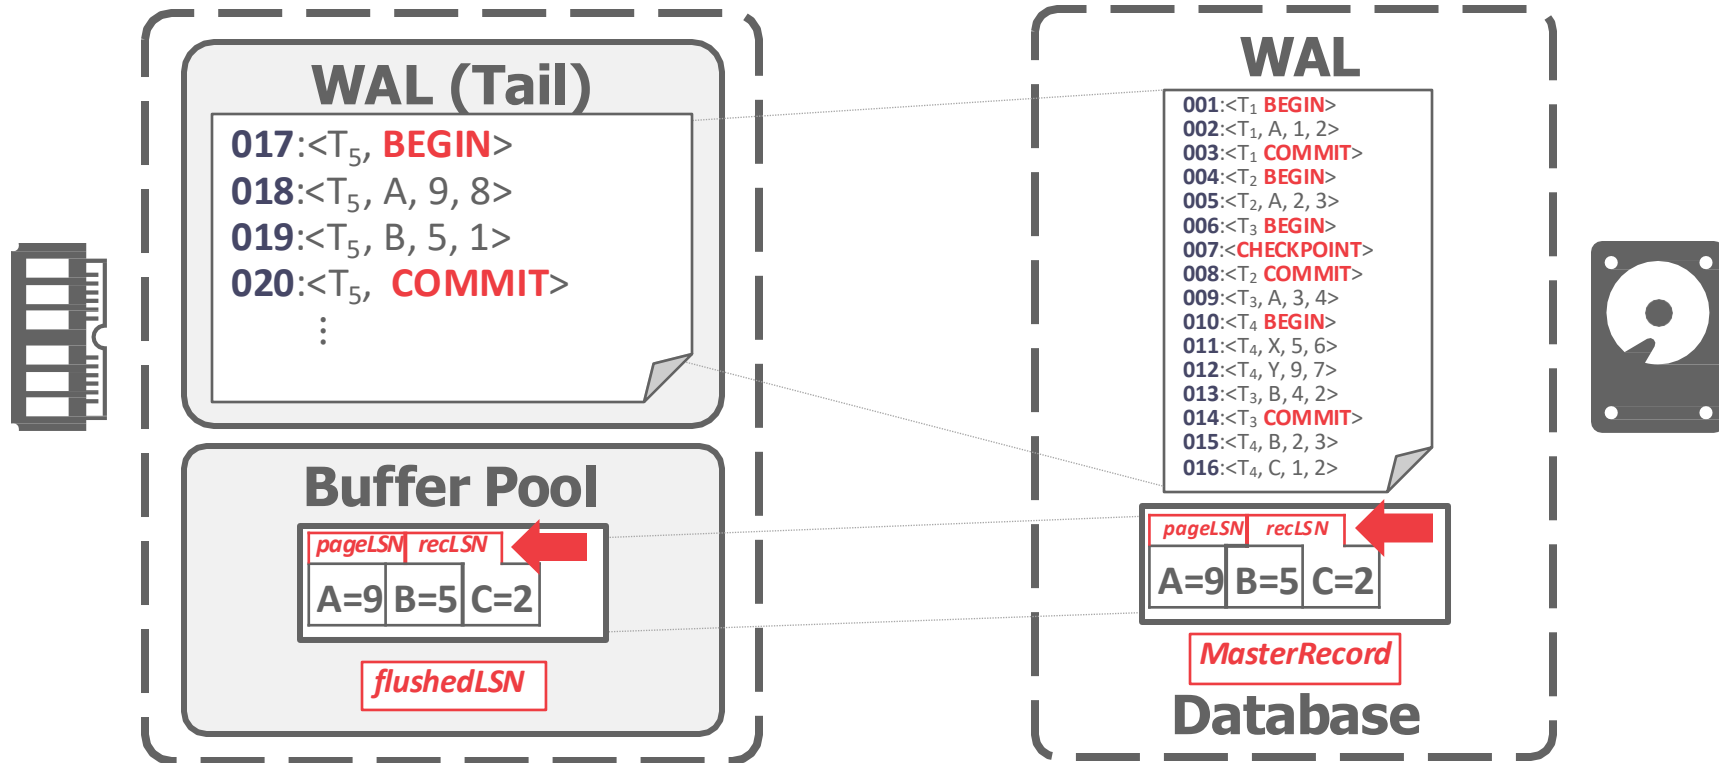 WAL (Tail)
017:<T5, BEGIN>
018:<T5, A, 9, 8>
019:<T5, B, 5, 1>
020:<T5, COMMIT>
⋮
Buffer Pool
pageLSN recLSN
A=9 B=5 C=2
flushedLSN
WAL
001:<T1 BEGIN>
002:<T1, A, 1, 2>
003:<T1 COMMIT>
004:<T2 BEGIN>
005:<T2, A, 2, 3>
006:<T3 BEGIN>
007:<CHECKPOINT>
008:<T2 COMMIT>
009:<T3, A, 3, 4>
010:<T4 BEGIN>
011:<T4, X, 5, 6>
012:<T4, Y, 9, 7>
013:<T3, B, 4, 2>
014:<T3 COMMIT>
015:<T4, B, 2, 3>
016:<T4, C, 1, 2>
pageLSN recLSN
A=9 B=5 C=2
MasterRecord
Database